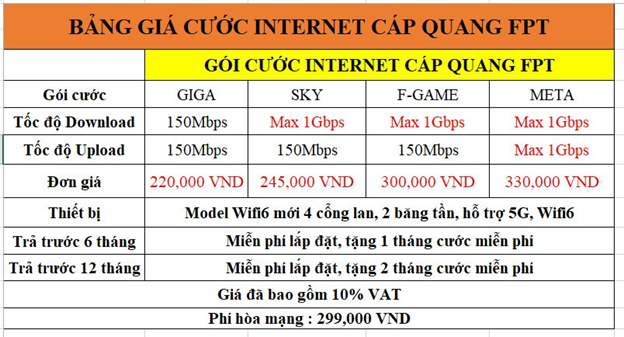 BẢNG GIÁ CƯỚC INTERNET CÁP QUANG FPT
GÓI CƯỚC INTERNET CÁP QUANG FPT
Gói cước GIGA SKY F-GAME META
Tốc độ Download 150Mbps Max 1Gbps Max 1Gbps Max 1Gbps
Tốc độ Upload 150Mbps 150Mbps 150Mbps Max 1Gbps
Đơn giá 220,000 VND 245,000 VND 300,000 VND 330,000 VND
Thiết bị Model Wifi6 mới 4 cổng lan, 2 băng tần, hỗ trợ 5G, Wifi6
Trả trước 6 tháng Miễn phí lắp đặt, tặng 1 tháng cước miễn phí
Trả trước 12 tháng Miễn phí lắp đặt, tặng 2 tháng cước miễn phí
Giá đã bao gồm 10% VAT
Phí hòa mạng : 299,000 VND